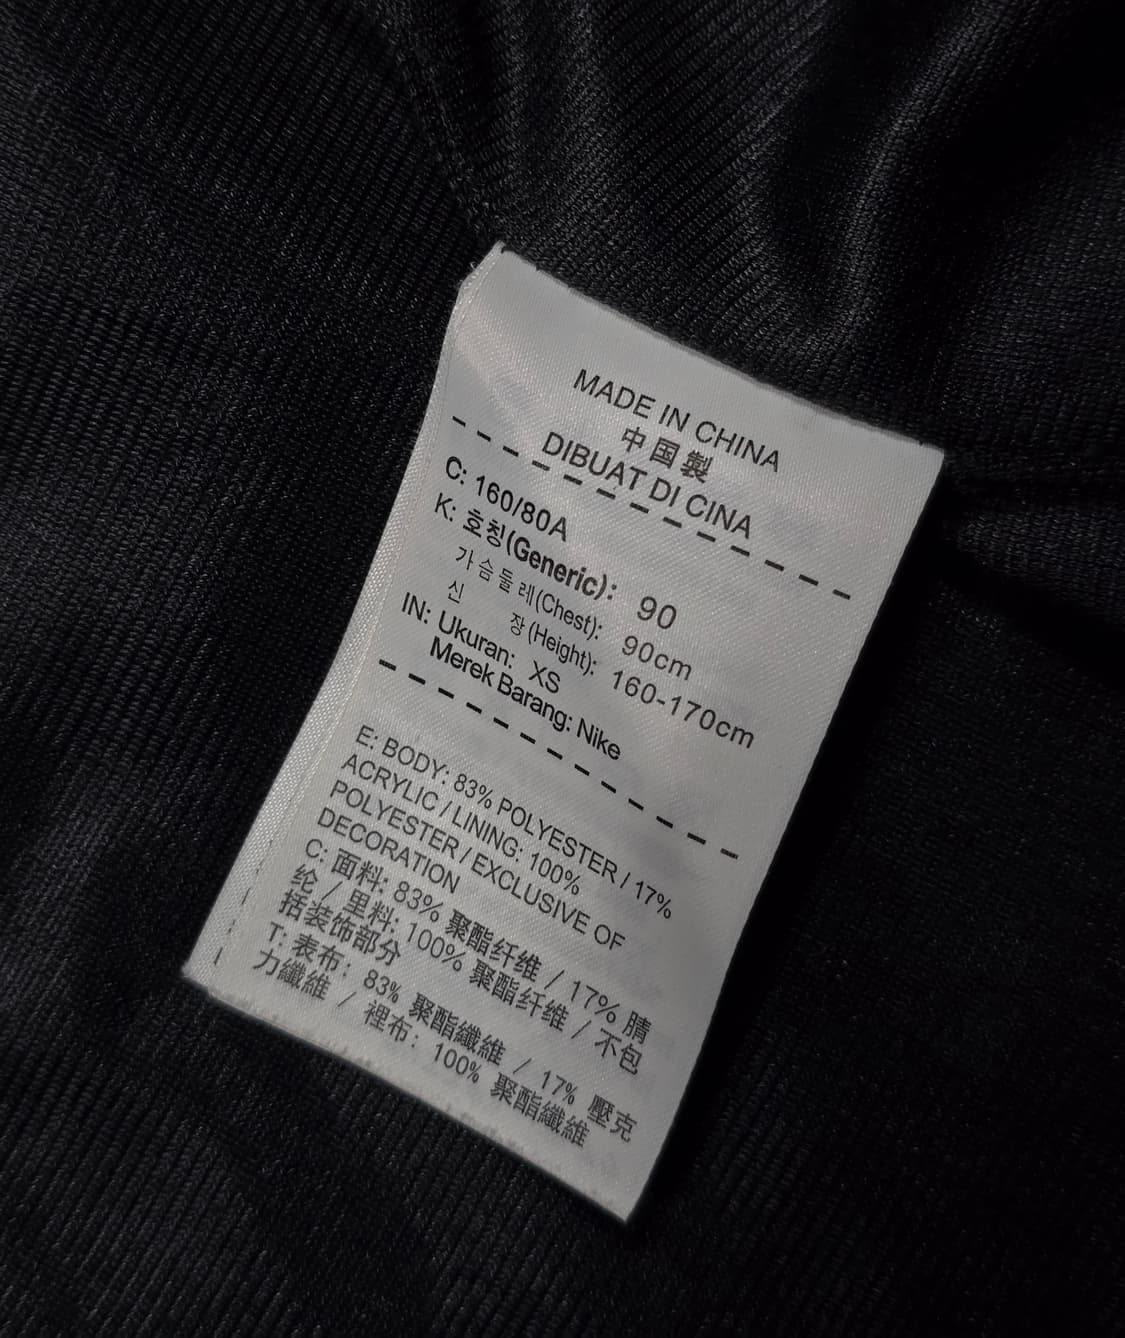 MADE IN CHINA
中国製
DIBUAT DI CINA
C: 160/80A
K: 호칭(Generic): 90
가슴둘레(Chest): 90cm
신 장(Height): 160-170cm
IN: Ukuran: XS
Merek Barang: Nike
E: BODY: 83% POLYESTER / 17%
ACRYLIC / LINING: 100%
POLYESTER / EXCLUSIVE OF
DECORATION
C: 面料: 83% 聚酯纤维 / 17% 腈
纶 / 里料: 100% 聚酯纤维 / 不包
括装饰部分
T: 表布: 83% 聚酯纖維 / 17% 壓克
力纖維 / 裡布: 100% 聚酯纖維